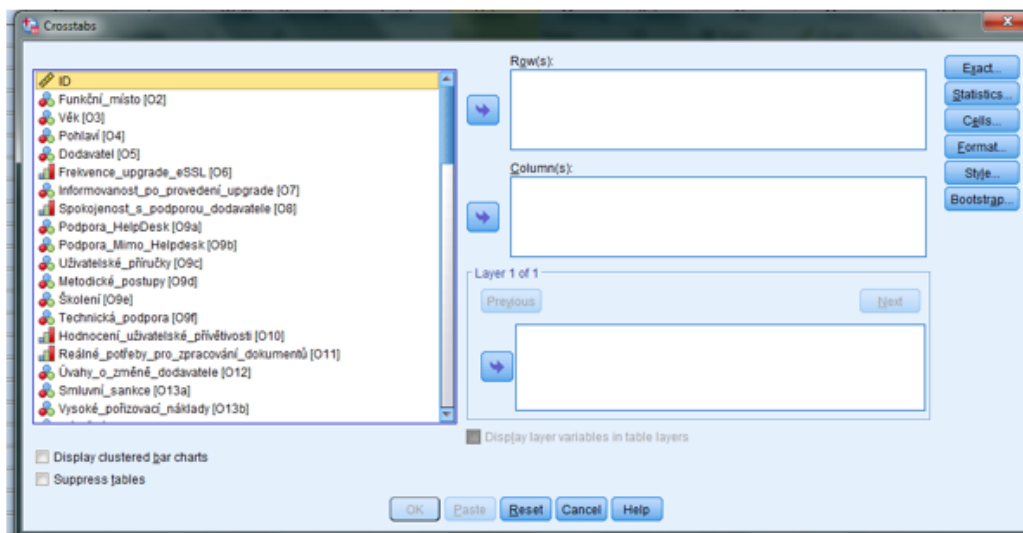 Crosstabs
ID
Funkční_místo [O2]
Věk [O3]
Pohlaví [O4]
Dodavatel [O5]
Frekvence_upgrade_eSSL [O6]
Informovanost_po_provedení_upgrade [O7]
Spokojenost_s_podporou_dodavatele [O8]
Podpora_HelpDesk [O9a]
Podpora_Mimo_Helpdesk [O9b]
Uživatelské_příručky [O9c]
Metodické_postupy [O9d]
Školení [O9e]
Technická_podpora [O9f]
Hodnocení_uživatelské_přívětivosti [O10]
Reálné_potřeby_pro_zpracování_dokumentů [O11]
Úvahy_o_změně_dodavatele [O12]
Smluvní_sankce [O13a]
Vysoké_pořizovací_náklady [O13b]
Display clustered bar charts
Suppress tables
Row(s):
Column(s):
Layer 1 of 1
Previous
Next
Display layer variables in table layers
Exact...
Statistics...
Cells...
Format...
Style...
Bootstrap...
OK
Paste
Reset
Cancel
Help